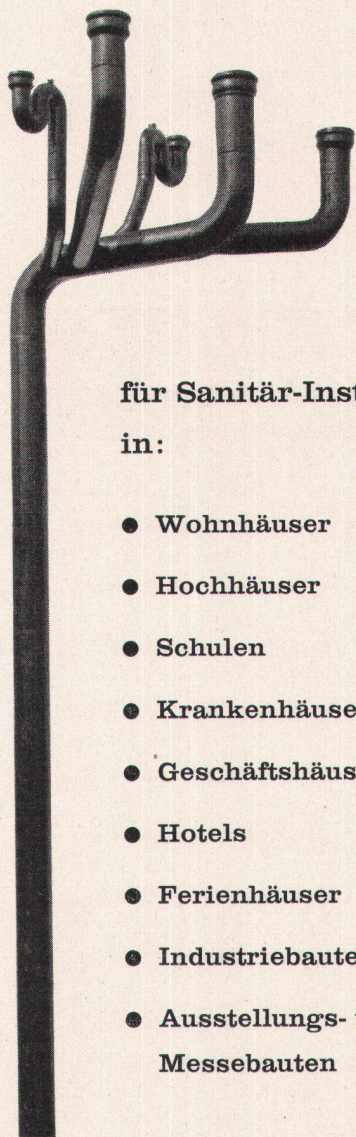 für Sanitär-Inst
in:
● Wohnhäuser
● Hochhäuser
● Schulen
● Krankenhäuse
● Geschäftshäus
● Hotels
● Ferienhäuser
● Industriebaute
● Ausstellungs-
Messebauten